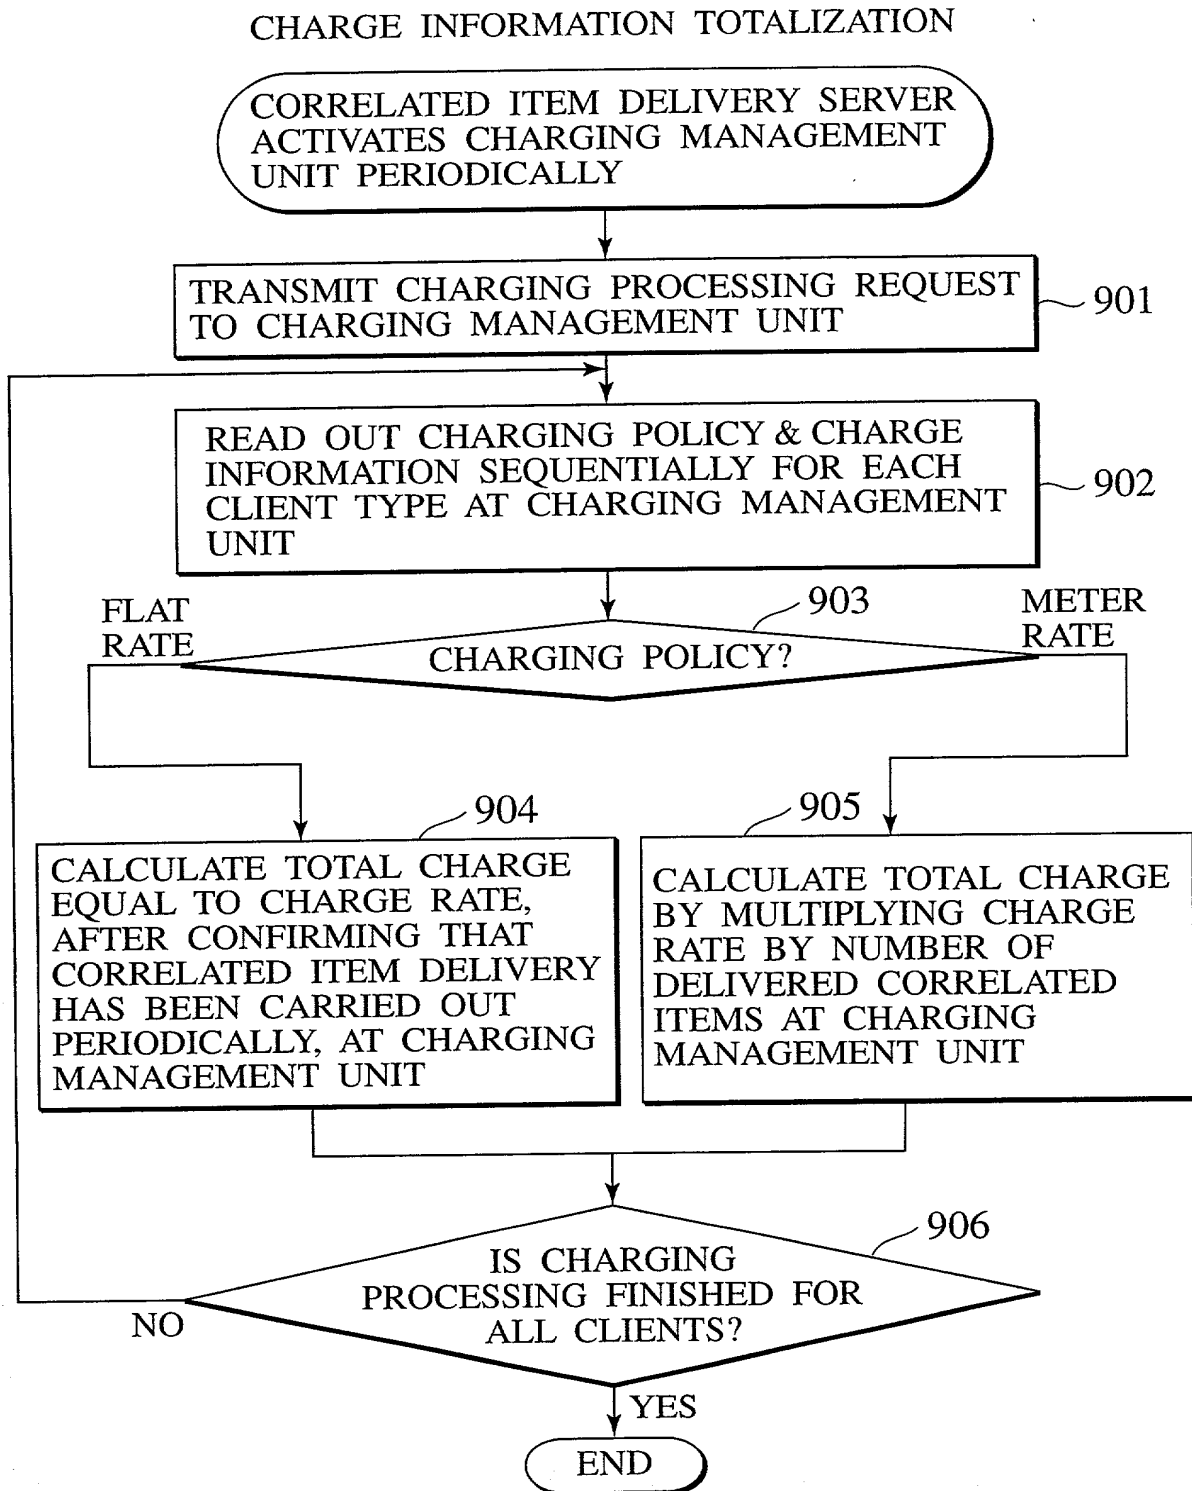 CHARGE INFORMATION TOTALIZATION
CORRELATED ITEM DELIVERY SERVER
ACTIVATES CHARGING MANAGEMENT
UNIT PERIODICALLY
TRANSMIT CHARGING PROCESSING REQUEST
TO CHARGING MANAGEMENT UNIT
901
READ OUT CHARGING POLICY & CHARGE
INFORMATION SEQUENTIALLY FOR EACH
CLIENT TYPE AT CHARGING MANAGEMENT
UNIT
902
903
FLAT
RATE
CHARGING POLICY?
METER
RATE
904
CALCULATE TOTAL CHARGE
EQUAL TO CHARGE RATE,
AFTER CONFIRMING THAT
CORRELATED ITEM DELIVERY
HAS BEEN CARRIED OUT
PERIODICALLY, AT CHARGING
MANAGEMENT UNIT
905
CALCULATE TOTAL CHARGE
BY MULTIPLYING CHARGE
RATE BY NUMBER OF
DELIVERED CORRELATED
ITEMS AT CHARGING
MANAGEMENT UNIT
906
IS CHARGING
PROCESSING FINISHED FOR
ALL CLIENTS?
NO
YES
END